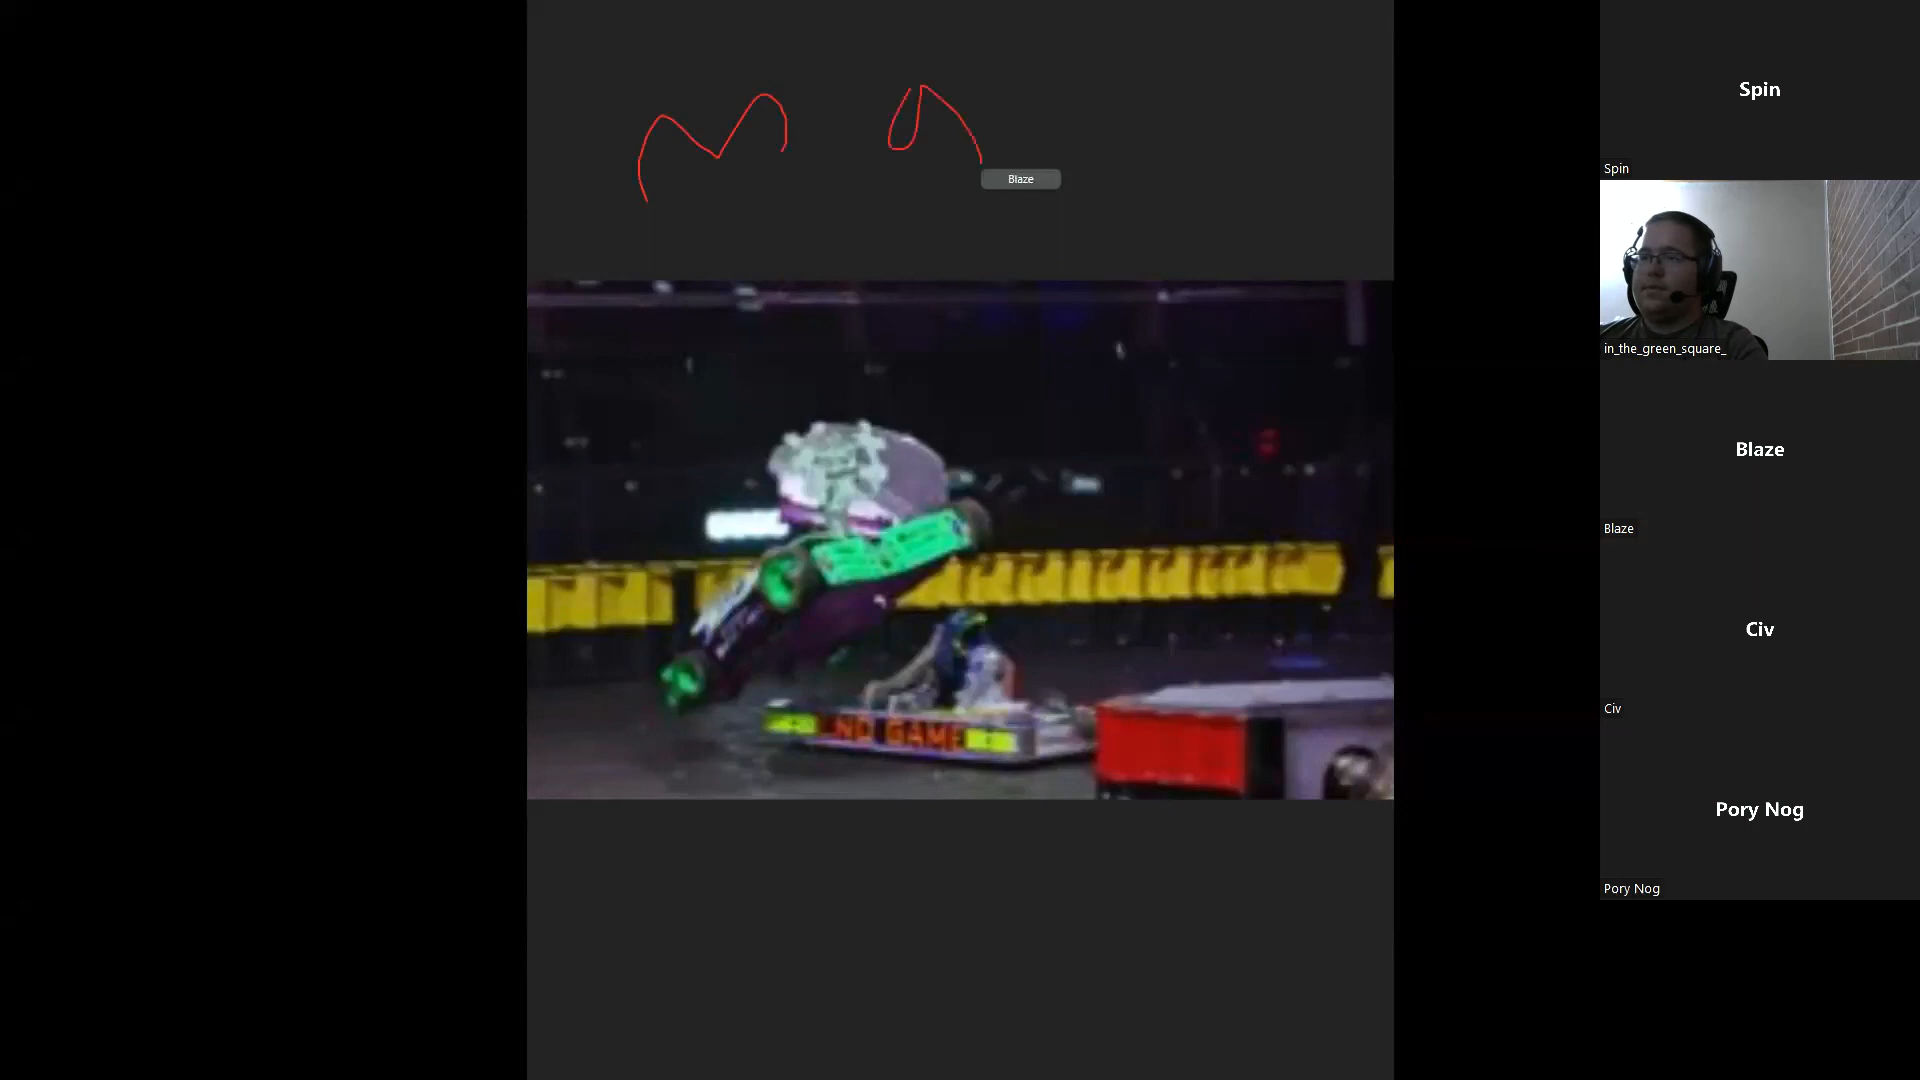 m a
Blaze
NO GAME
Spin
Spin
in_the_green_square_
Blaze
Blaze
Civ
Civ
Pory Nog
Pory Nog